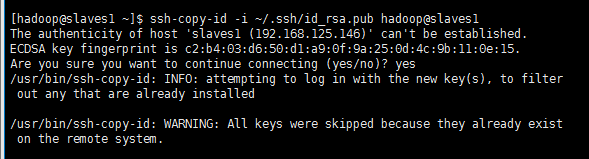 [hadoop@slaves1 ~]$ ssh-copy-id -i ~/.ssh/id_rsa.pub hadoop@slaves1
The authenticity of host 'slaves1 (192.168.125.146)' can't be established.
ECDSA key fingerprint is c2:b4:03:d6:50:d1:a9:0f:9a:25:0d:4c:9b:11:0e:15.
Are you sure you want to continue connecting (yes/no)? yes
/usr/bin/ssh-copy-id: INFO: attempting to log in with the new key(s), to filter
out any that are already installed
/usr/bin/ssh-copy-id: WARNING: All keys were skipped because they already exist
on the remote system.